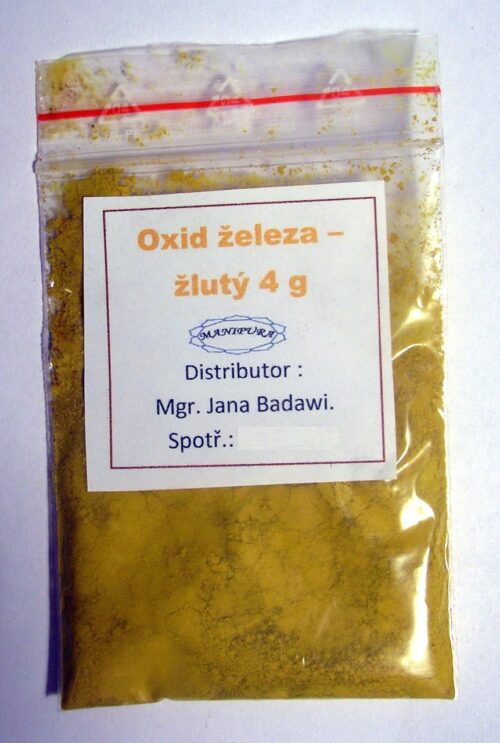 Oxid železa –
žlutý 4 g
MANIPURA
Distributor :
Mgr. Jana Badawi.
Spotř.: